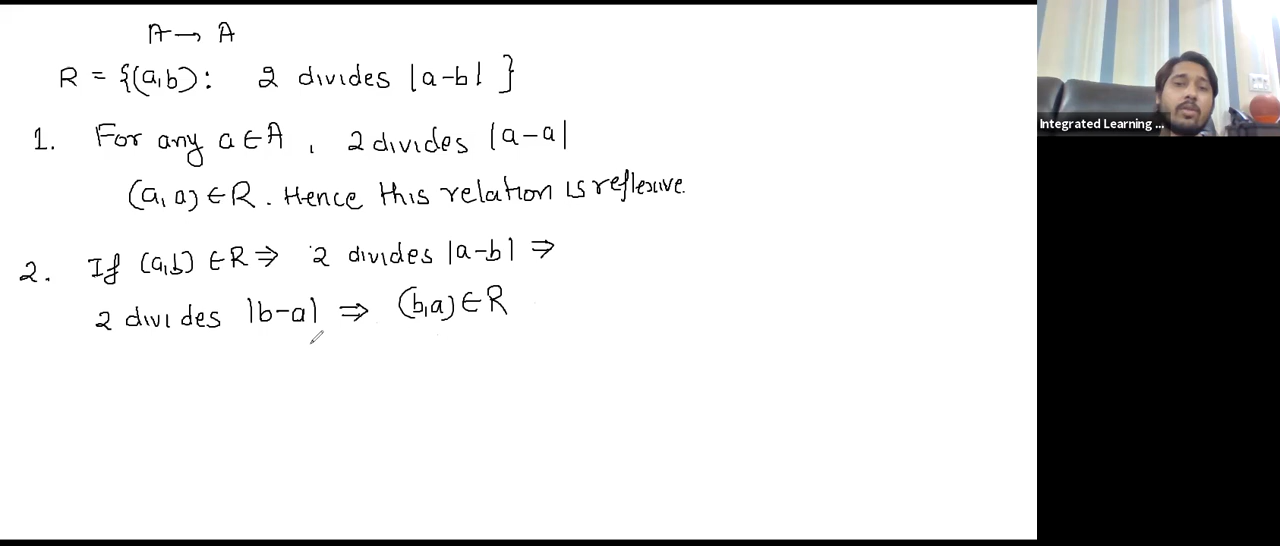 A → A
R = {(a,b): 2 divides |a-b| }
1. For any a ∈ A , 2 divides |a-a|
(a, a) ∈ R. Hence this relation is reflexive.
2. If (a,b) ∈ R ⇒ 2 divides |a-b| ⇒
2 divides |b-a| ⇒ (b,a) ∈ R
Integrated Learning ...